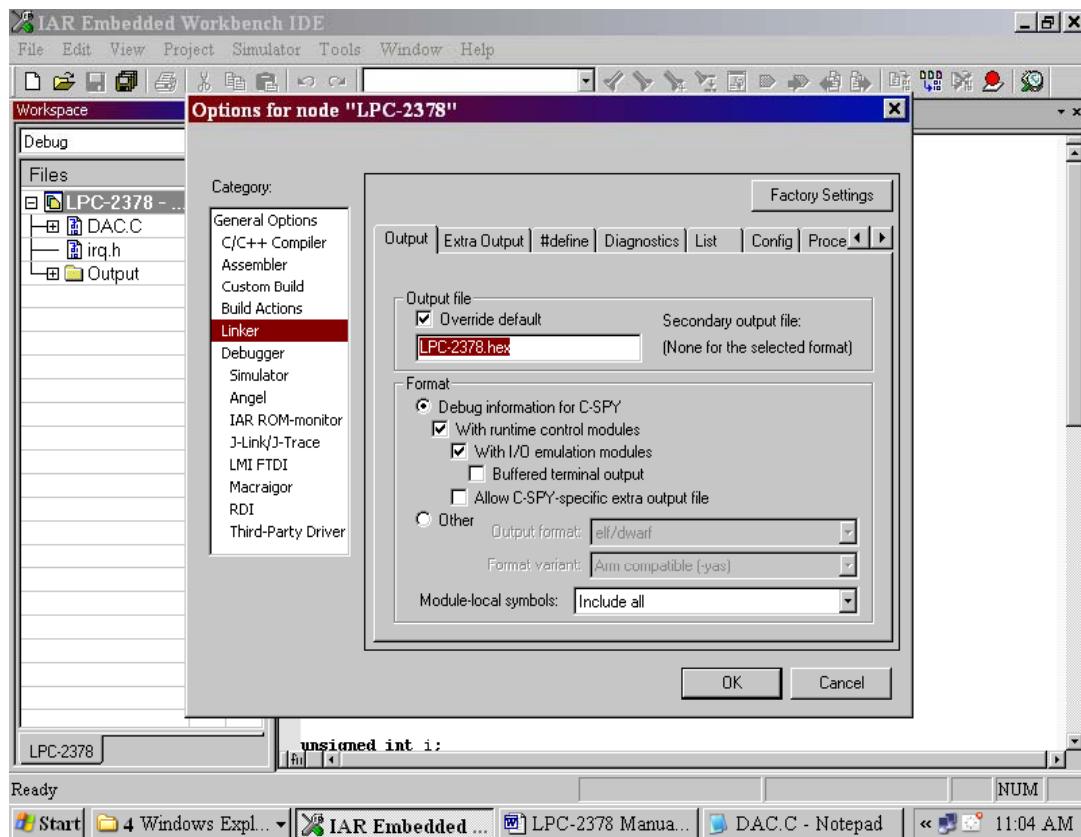 IAR Embedded Workbench IDE
File Edit View Project Simulator Tools Window Help
Workspace
Debug
Files
LPC-2378 - ...
DAC.C
irq.h
Output
LPC-2378
Options for node "LPC-2378"
Category:
General Options
C/C++ Compiler
Assembler
Custom Build
Build Actions
Linker
Debugger
Simulator
Angel
IAR ROM-monitor
J-Link/J-Trace
LMI FTDI
Macraigor
RDI
Third-Party Driver
Factory Settings
Output Extra Output #define Diagnostics List Config Proce
Output file
Override default
LPC-2378.hex
Secondary output file:
(None for the selected format)
Format
Debug information for C-SPY
With runtime control modules
With I/O emulation modules
Buffered terminal output
Allow C-SPY-specific extra output file
Other
Output format: elf/dwarf
Format variant: Arm compatible (-yas)
Module-local symbols: Include all
OK Cancel
unsigned int i;
Ready
NUM
Start 4 Windows Expl... IAR Embedded ... LPC-2378 Manua... DAC.C - Notepad « 11:04 AM